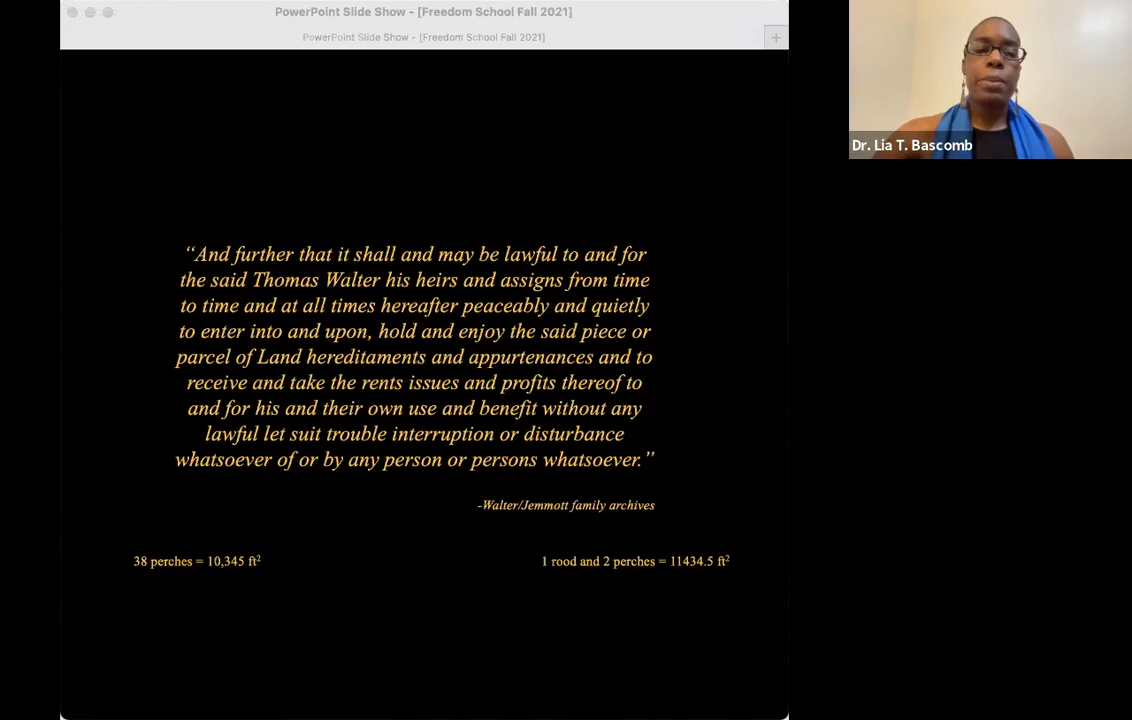 PowerPoint Slide Show - [Freedom School Fall 2021]
PowerPoint Slide Show - [Freedom School Fall 2021]
+
Dr. Lia T. Bascomb
“And further that it shall and may be lawful to and for
the said Thomas Walter his heirs and assigns from time
to time and at all times hereafter peaceably and quietly
to enter into and upon, hold and enjoy the said piece or
parcel of Land hereditaments and appurtenances and to
receive and take the rents issues and profits thereof to
and for his and their own use and benefit without any
lawful let suit trouble interruption or disturbance
whatsoever of or by any person or persons whatsoever.”
-Walter/Jemmott family archives
38 perches = 10,345 ft²
1 rood and 2 perches = 11434.5 ft²